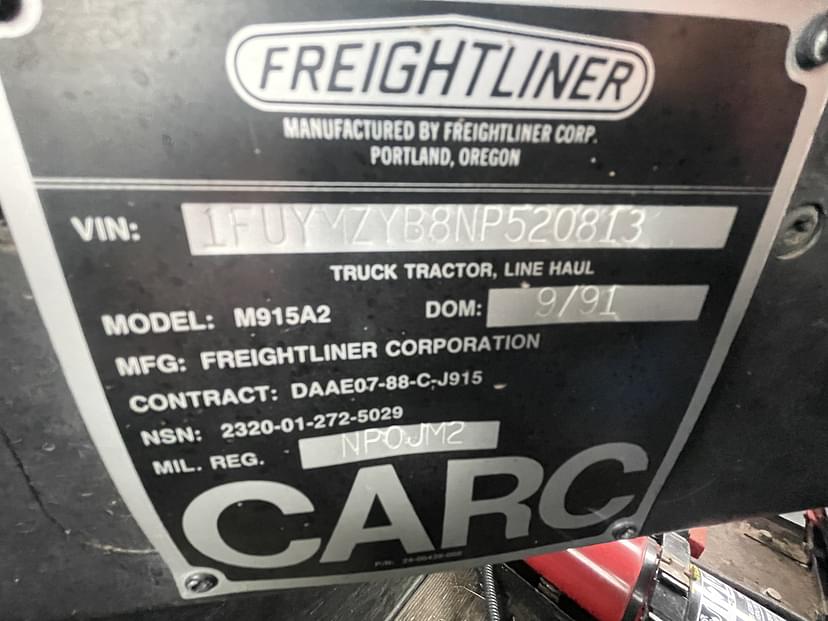 FREIGHTLINER
MANUFACTURED BY FREIGHTLINER CORP.
PORTLAND, OREGON
VIN: 1FUYMZYB8NP520813
TRUCK TRACTOR, LINE HAUL
MODEL: M915A2 DOM: 9/91
MFG: FREIGHTLINER CORPORATION
CONTRACT: DAAE07-88-C-J915
NSN: 2320-01-272-5029
MIL. REG. NP0JM2
CARC
P/N: